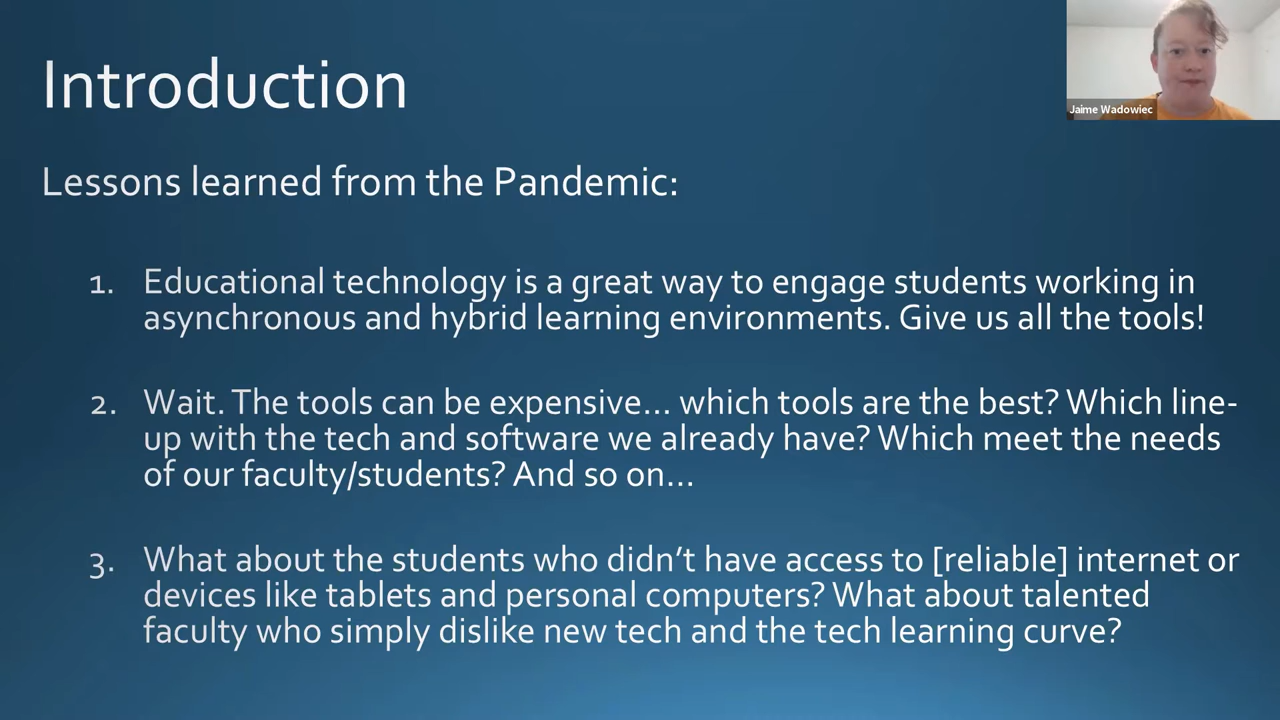 Introduction
Jaime Wadowiec
Lessons learned from the Pandemic:
1. Educational technology is a great way to engage students working in
asynchronous and hybrid learning environments. Give us all the tools!
2. Wait. The tools can be expensive... which tools are the best? Which line-
up with the tech and software we already have? Which meet the needs
of our faculty/students? And so on...
3. What about the students who didn’t have access to [reliable] internet or
devices like tablets and personal computers? What about talented
faculty who simply dislike new tech and the tech learning curve?